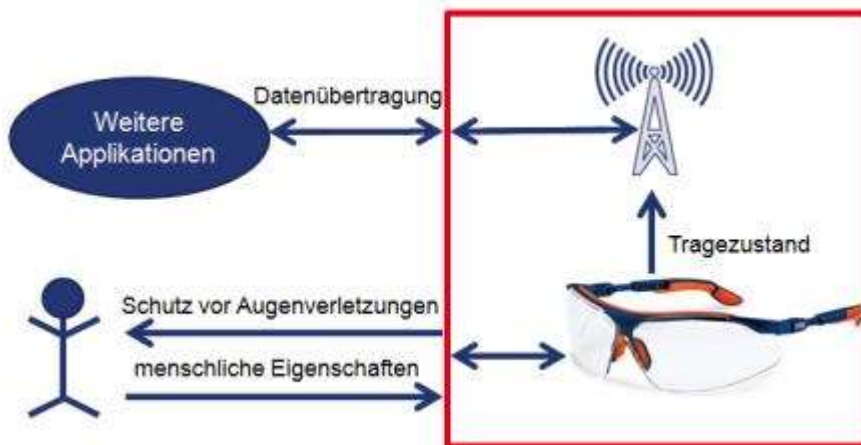 Datenübertragung
Weitere
Applikationen
Tragezustand
Schutz vor Augenverletzungen
menschliche Eigenschaften